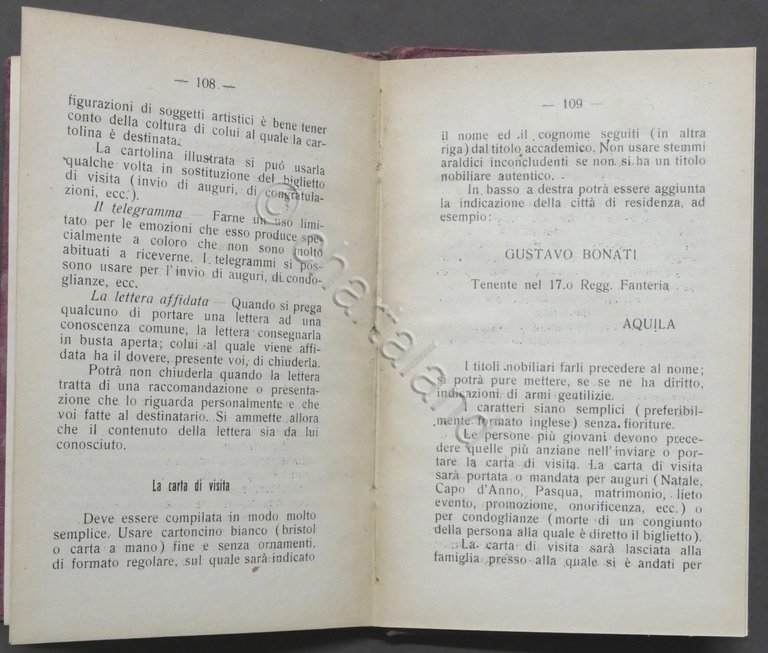 — 108 —
figurazioni di soggetti artistici è bene tener
conto della coltura di colui al quale la car-
tolina è destinata.
La cartolina illustrata si può usarla
qualche volta in sostituzione del biglietto
di visita (invio di auguri, di congratula-
zioni, ecc.).
Il telegramma — Farne un uso limi-
tato per le emozioni che esso produce spe-
cialmente a coloro che non sono molto
abituati a riceverne. I telegrammi si pos-
sono usare per l'invio di auguri, di condo-
glianze, ecc.
La lettera affidata — Quando si prega
qualcuno di portare una lettera ad una
conoscenza comune, la lettera consegnarla
in busta aperta; colui al quale viene affi-
data ha il dovere, presente voi, di chiuderla.
Potrà non chiuderla quando la lettera
tratta di una raccomandazione o presenta-
zione che lo riguarda personalmente e che
voi fatte al destinatario. Si ammette allora
che il contenuto della lettera sia da lui
conosciuto.
La carta di visita
Deve essere compilata in modo molto
semplice. Usare cartoncino bianco (bristol
o carta a mano) fine e senza ornamenti,
di formato regolare, sul quale sarà indicato
— 109 —
il nome ed il cognome seguiti (in altra
riga) dal titolo accademico. Non usare stemmi
araldici inconcludenti se non si ha un titolo
nobiliare autentico.
In basso a destra potrà essere aggiunta
la indicazione della città di residenza, ad
esempio:
GUSTAVO BONATI
Tenente nel 17.o Regg. Fanteria
AQUILA
I titoli nobiliari farli precedere al nome;
si potrà pure mettere, se se ne ha diritto,
indicazioni di armi gentilizie.
I caratteri siano semplici (preferibil-
mente formato inglese) senza fioriture.
Le persone più giovani devono prece-
dere quelle più anziane nell'inviare o por-
tare la carta di visita. La carta di visita
sarà portata o mandata per auguri (Natale,
Capo d'Anno, Pasqua, matrimonio, lieto
evento, promozione, onorificenza, ecc.) o
per condoglianze (morte di un congiunto
della persona alla quale è diretto il biglietto).
La carta di visita sarà lasciata alla
famiglia presso alla quale si è andati per
© chartaland